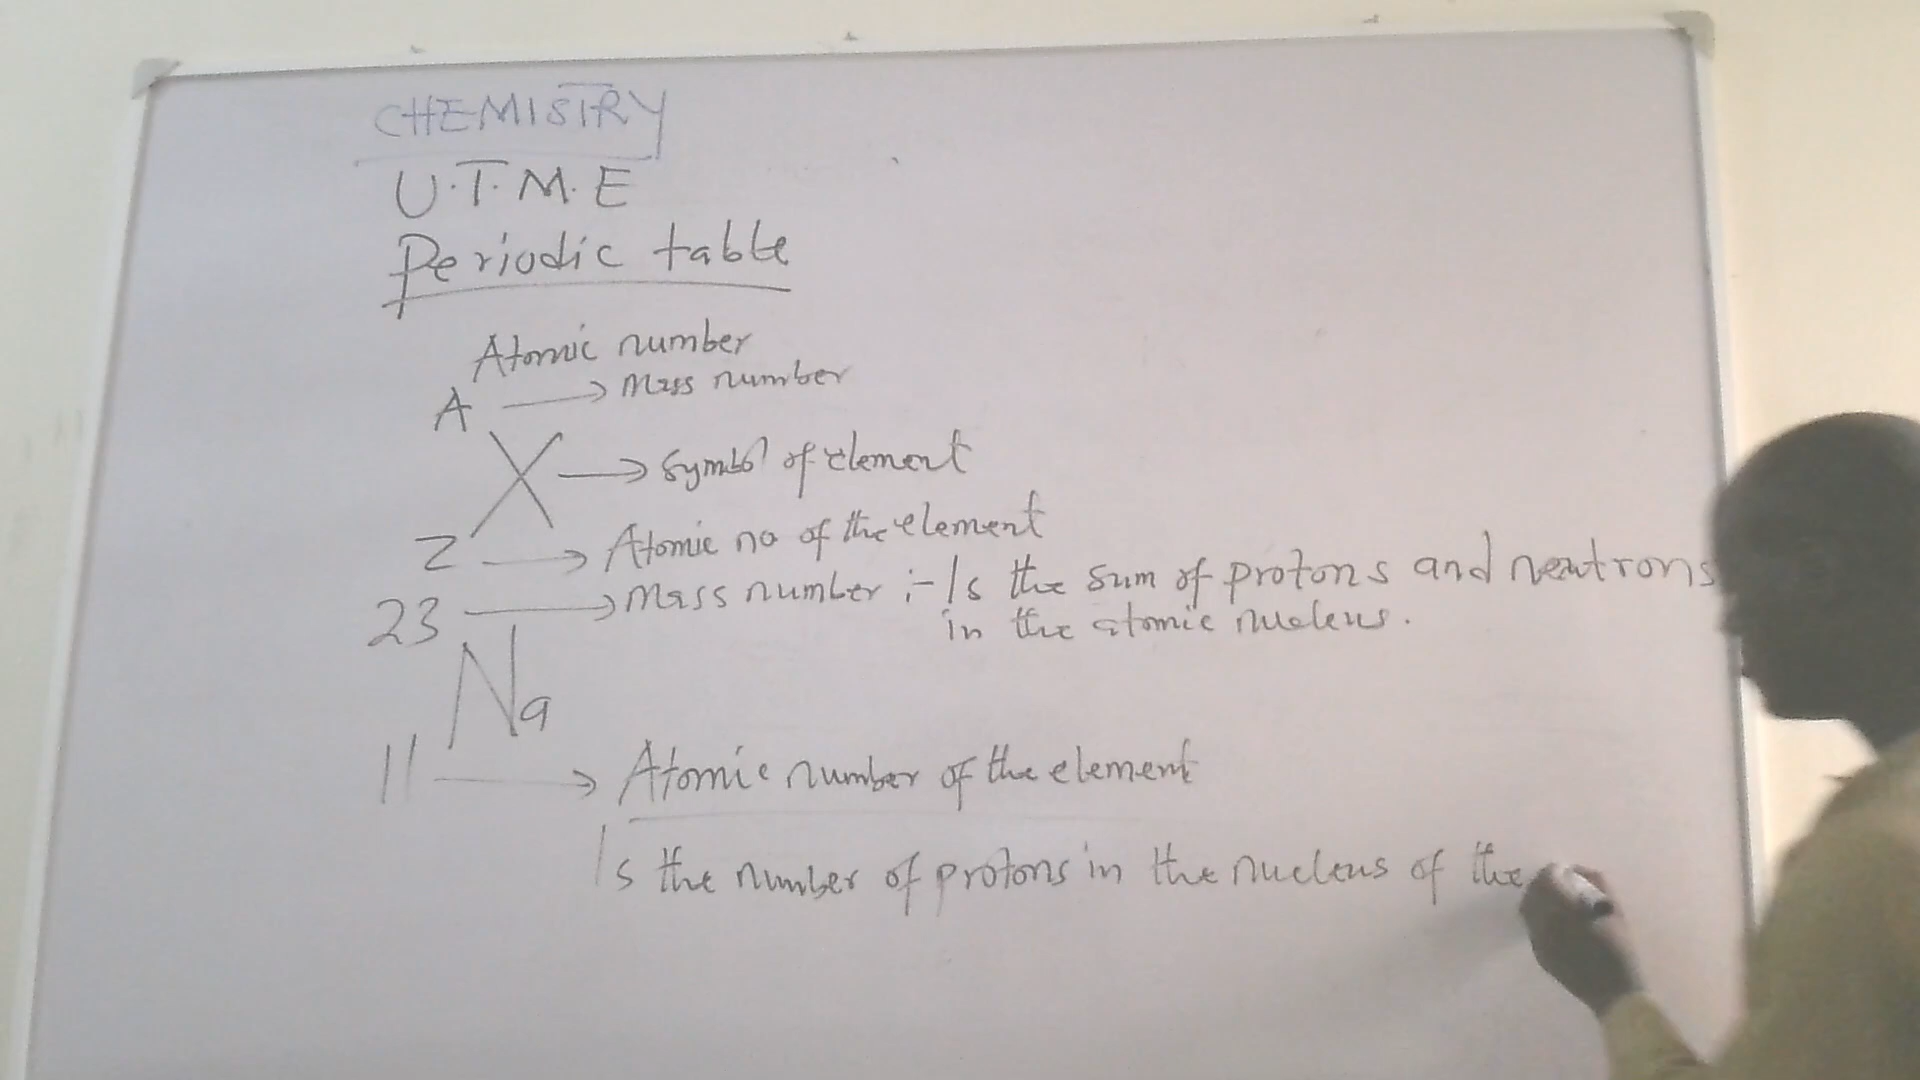 CHEMISTRY
U.T.M.E
Periodic table
Atomic number
A → Mass number
X → Symbol of element
Z → Atomic no of the element
23 → Mass number :- Is the sum of protons and neutrons
in the atomic nucleus.
Na
11 → Atomic number of the element
Is the number of protons in the nucleus of the